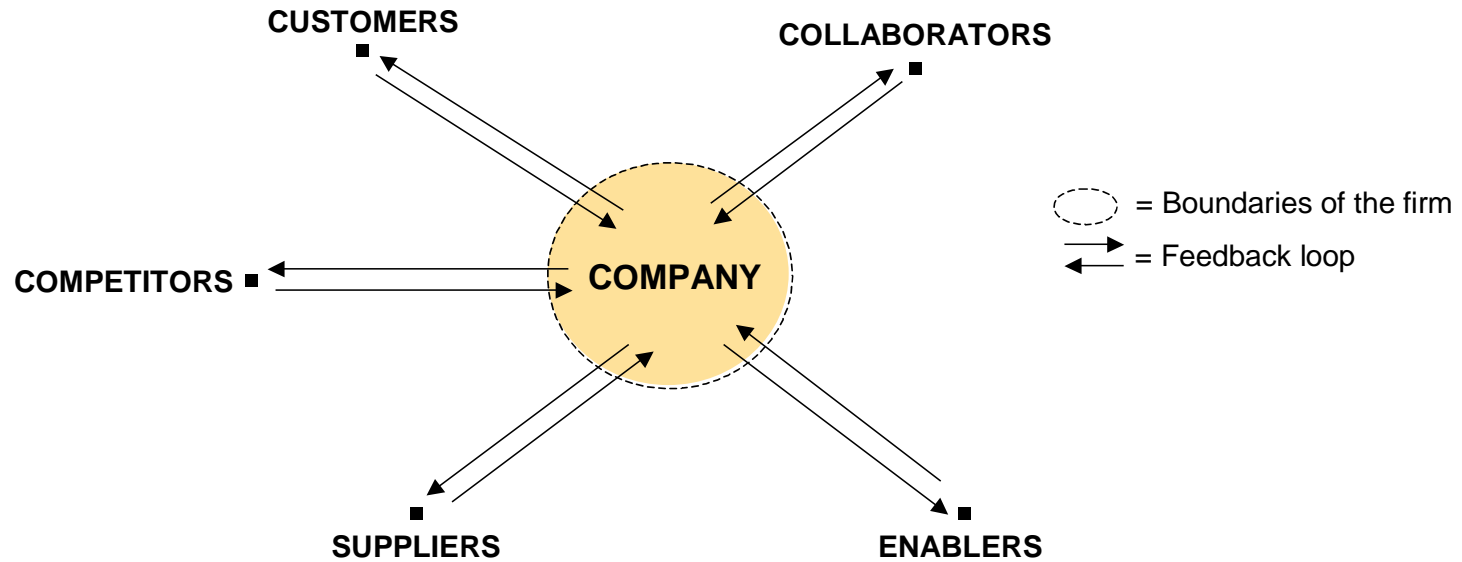 CUSTOMERS
COLLABORATORS
= Boundaries of the firm
= Feedback loop
COMPETITORS
COMPANY
SUPPLIERS
ENABLERS